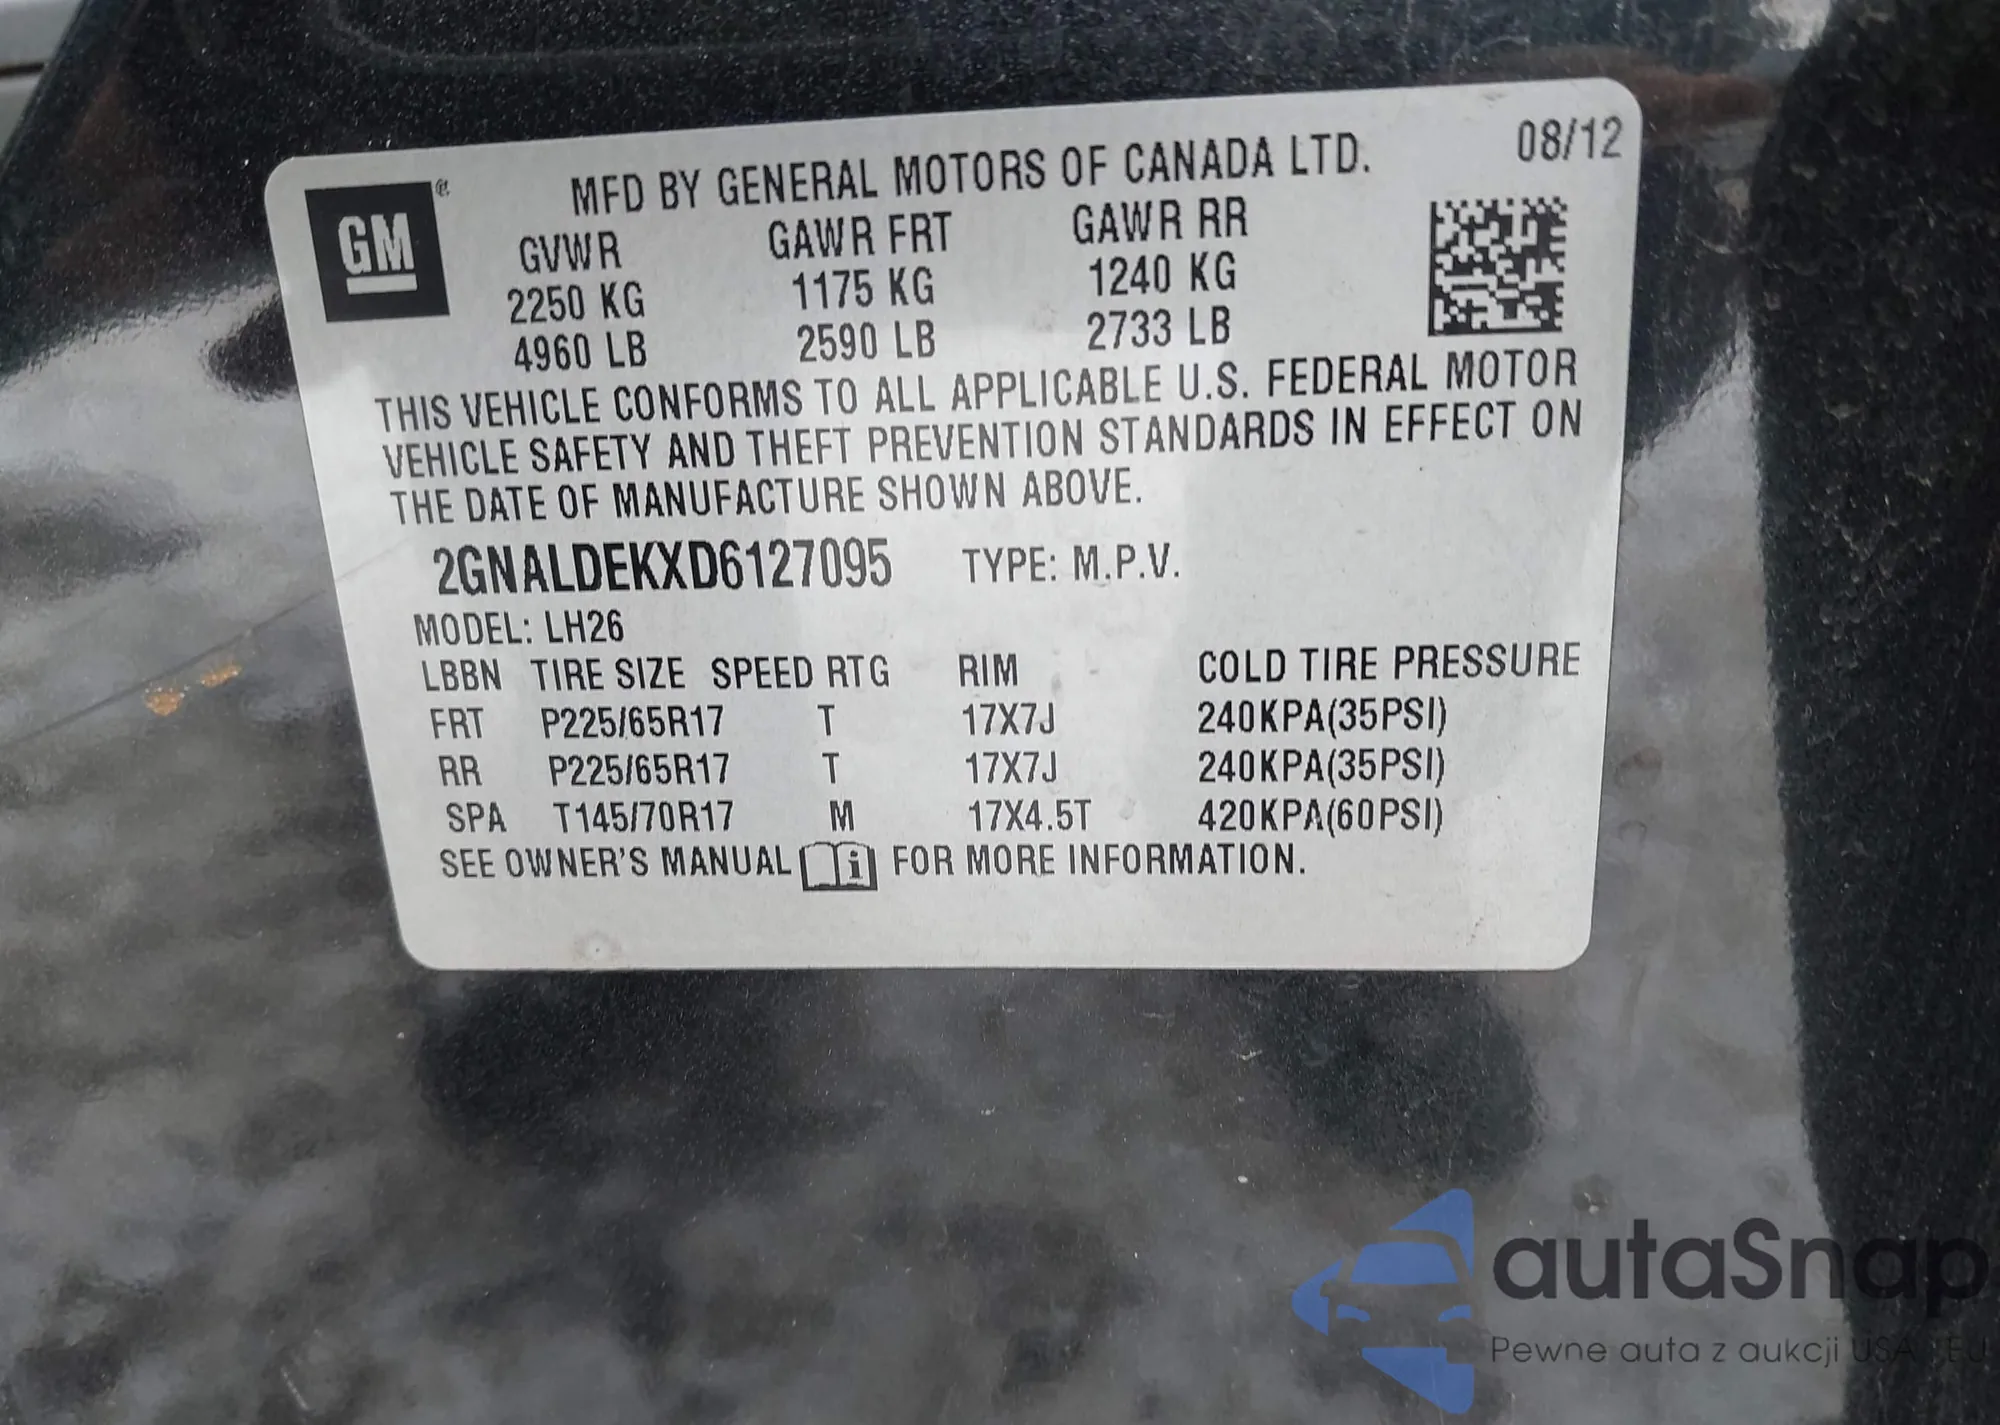 MFD BY GENERAL MOTORS OF CANADA LTD. 08/12
GM ®
GVWR GAWR FRT GAWR RR
2250 KG 1175 KG 1240 KG
4960 LB 2590 LB 2733 LB
THIS VEHICLE CONFORMS TO ALL APPLICABLE U.S. FEDERAL MOTOR
VEHICLE SAFETY AND THEFT PREVENTION STANDARDS IN EFFECT ON
THE DATE OF MANUFACTURE SHOWN ABOVE.
2GNALDEKXD6127095 TYPE: M.P.V.
MODEL: LH26
LBBN TIRE SIZE SPEED RTG RIM COLD TIRE PRESSURE
FRT P225/65R17 T 17X7J 240KPA(35PSI)
RR P225/65R17 T 17X7J 240KPA(35PSI)
SPA T145/70R17 M 17X4.5T 420KPA(60PSI)
SEE OWNER'S MANUAL i FOR MORE INFORMATION.
autaSnap
Pewne auta z aukcji USA i EU